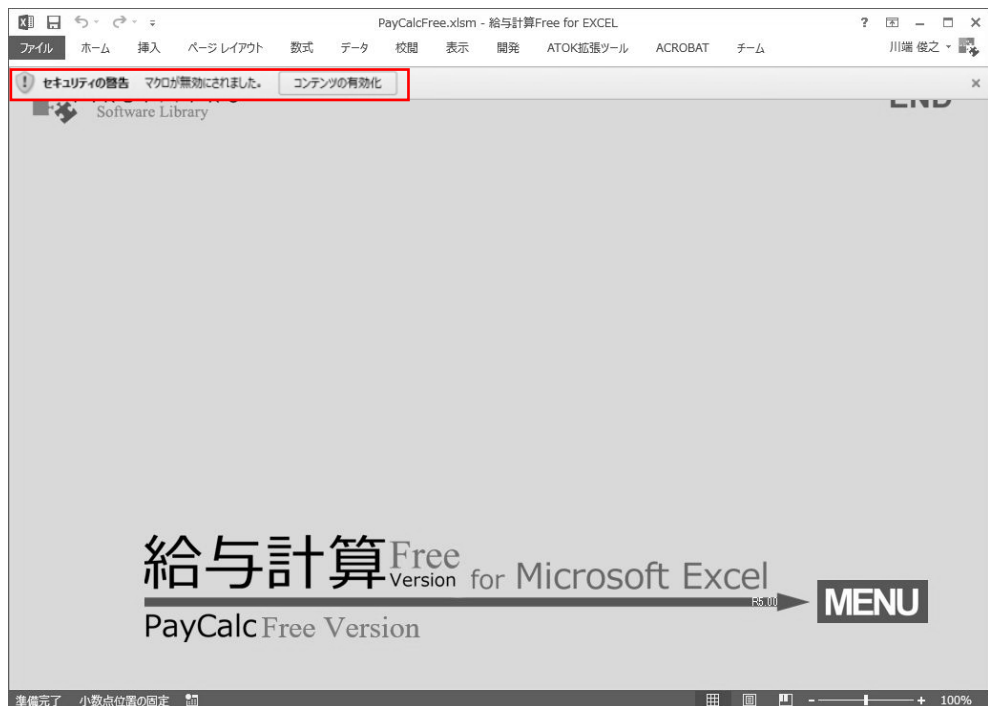 PayCalcFree.xlsm - 給与計算Free for EXCEL
ファイル ホーム 挿入 ページ レイアウト 数式 データ 校閲 表示 開発 ATOK拡張ツール ACROBAT チーム 川端 俊之
セキュリティの警告 マクロが無効にされました。 コンテンツの有効化
Software Library
END
給与計算 Free Version for Microsoft Excel
R5.00
MENU
PayCalc Free Version
準備完了 小数点位置の固定 100%